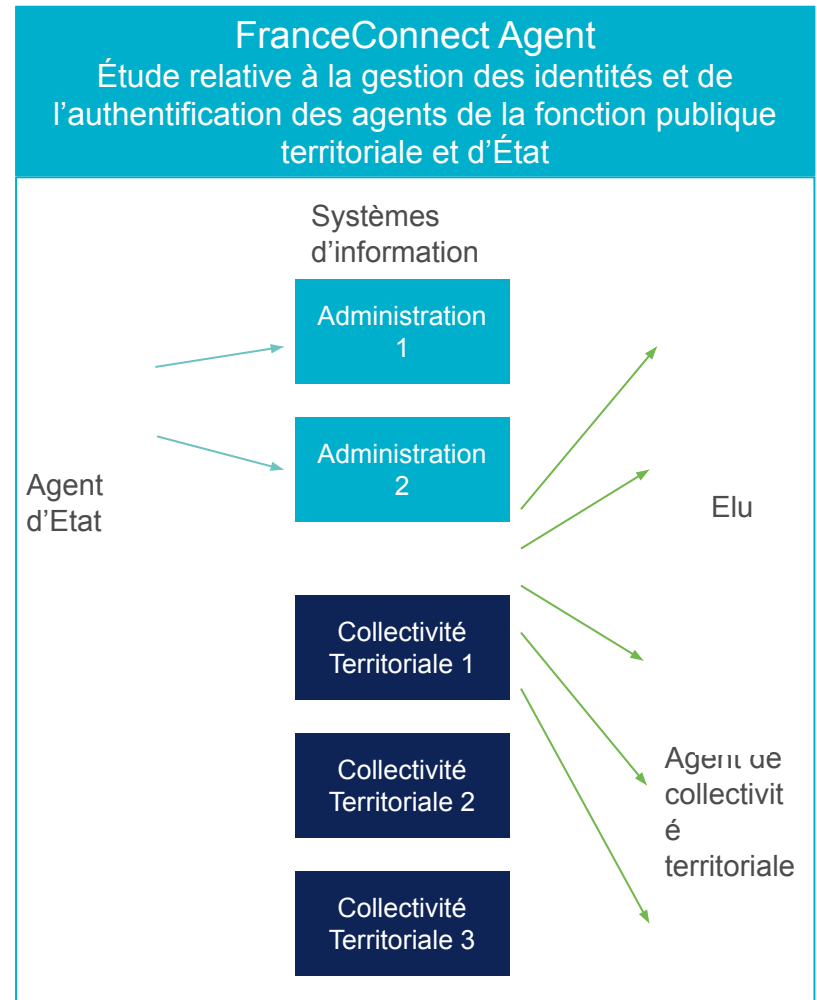 FranceConnect Agent
Étude relative à la gestion des identités et de
l’authentification des agents de la fonction publique
territoriale et d’État
Systèmes
d’information
Administration
1
Administration
2
Agent
d’Etat
Elu
Collectivité
Territoriale 1
Collectivité
Territoriale 2
Agent de
collectivit
é
territoriale
Collectivité
Territoriale 3